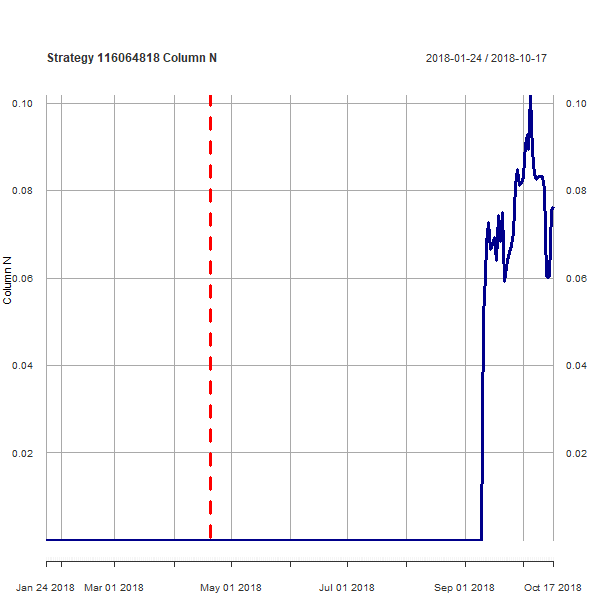 Strategy 116064818 Column N
2018-01-24 / 2018-10-17
0.10
0.10
0.08
0.08
0.06
0.06
0.04
0.04
0.02
0.02
Column N
Jan 24 2018
Mar 01 2018
May 01 2018
Jul 01 2018
Sep 01 2018
Oct 17 2018